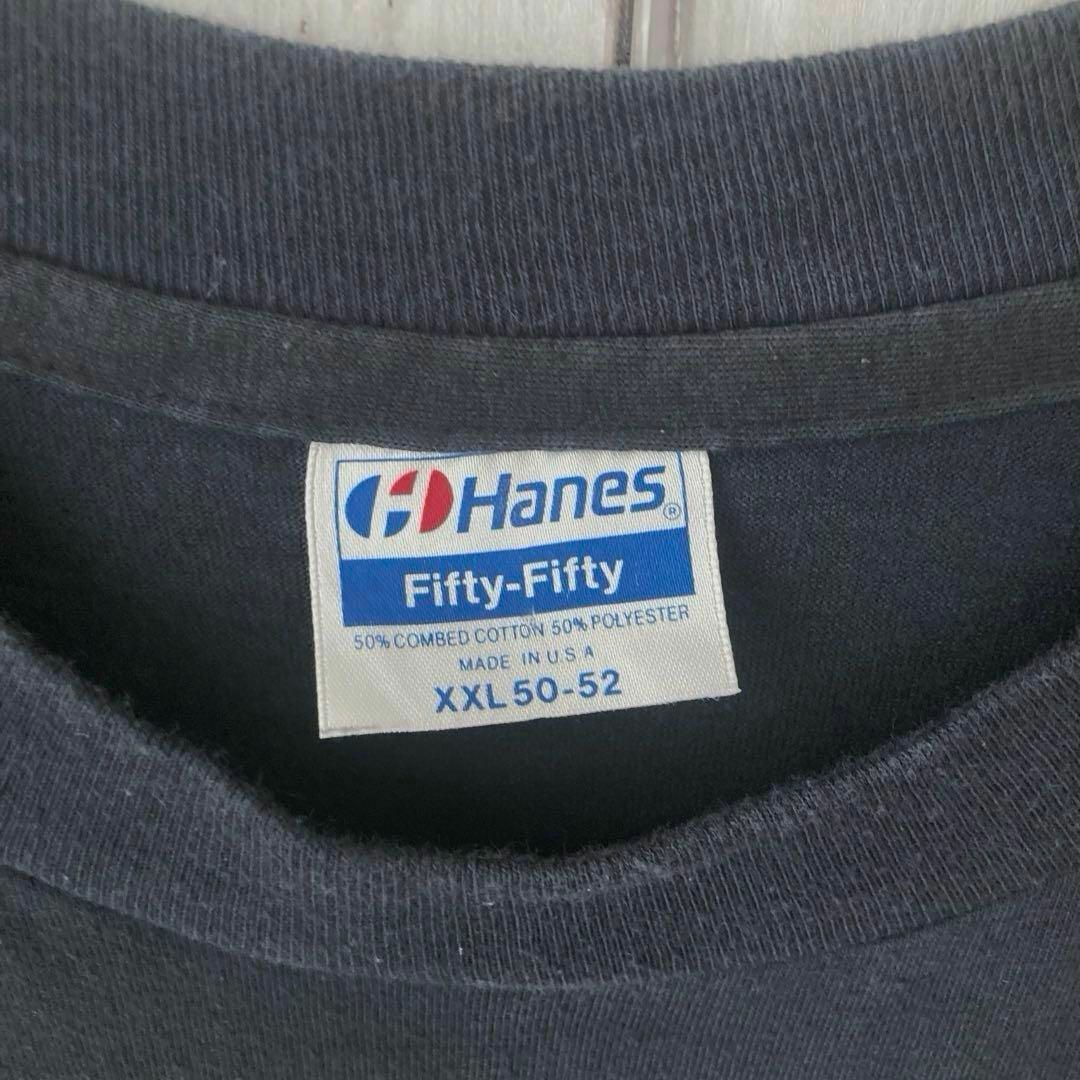 Hanes®
Fifty-Fifty
50% COMBED COTTON 50% POLYESTER
MADE IN U.S.A
XXL 50-52